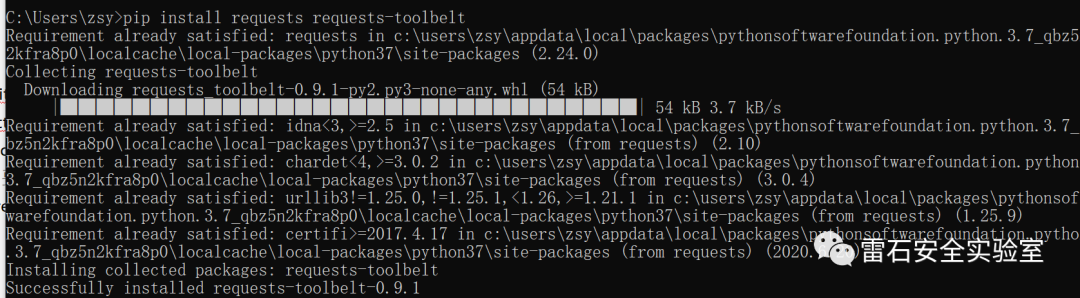 C:\Users\zsy>pip install requests requests-toolbelt
Requirement already satisfied: requests in c:\users\zsy\appdata\local\packages\pythonsoftwarefoundation.python.3.7_qbz5n
2kfra8p0\localcache\local-packages\python37\site-packages (2.24.0)
Collecting requests-toolbelt
Downloading requests_toolbelt-0.9.1-py2.py3-none-any.whl (54 kB)
54 kB 3.7 kB/s
Requirement already satisfied: idna<3,>=2.5 in c:\users\zsy\appdata\local\packages\pythonsoftwarefoundation.python.3.7_q
bz5n2kfra8p0\localcache\local-packages\python37\site-packages (from requests) (2.10)
Requirement already satisfied: chardet<4,>=3.0.2 in c:\users\zsy\appdata\local\packages\pythonsoftwarefoundation.python.
3.7_qbz5n2kfra8p0\localcache\local-packages\python37\site-packages (from requests) (3.0.4)
Requirement already satisfied: urllib3!=1.25.0,!=1.25.1,<1.26,>=1.21.1 in c:\users\zsy\appdata\local\packages\pythonsoft
warefoundation.python.3.7_qbz5n2kfra8p0\localcache\local-packages\python37\site-packages (from requests) (1.25.9)
Requirement already satisfied: certifi>=2017.4.17 in c:\users\zsy\appdata\local\packages\pythonsoftwarefoundation.python
.3.7_qbz5n2kfra8p0\localcache\local-packages\python37\site-packages (from requests) (2020.
雷石安全实验室
Installing collected packages: requests-toolbelt
Successfully installed requests-toolbelt-0.9.1